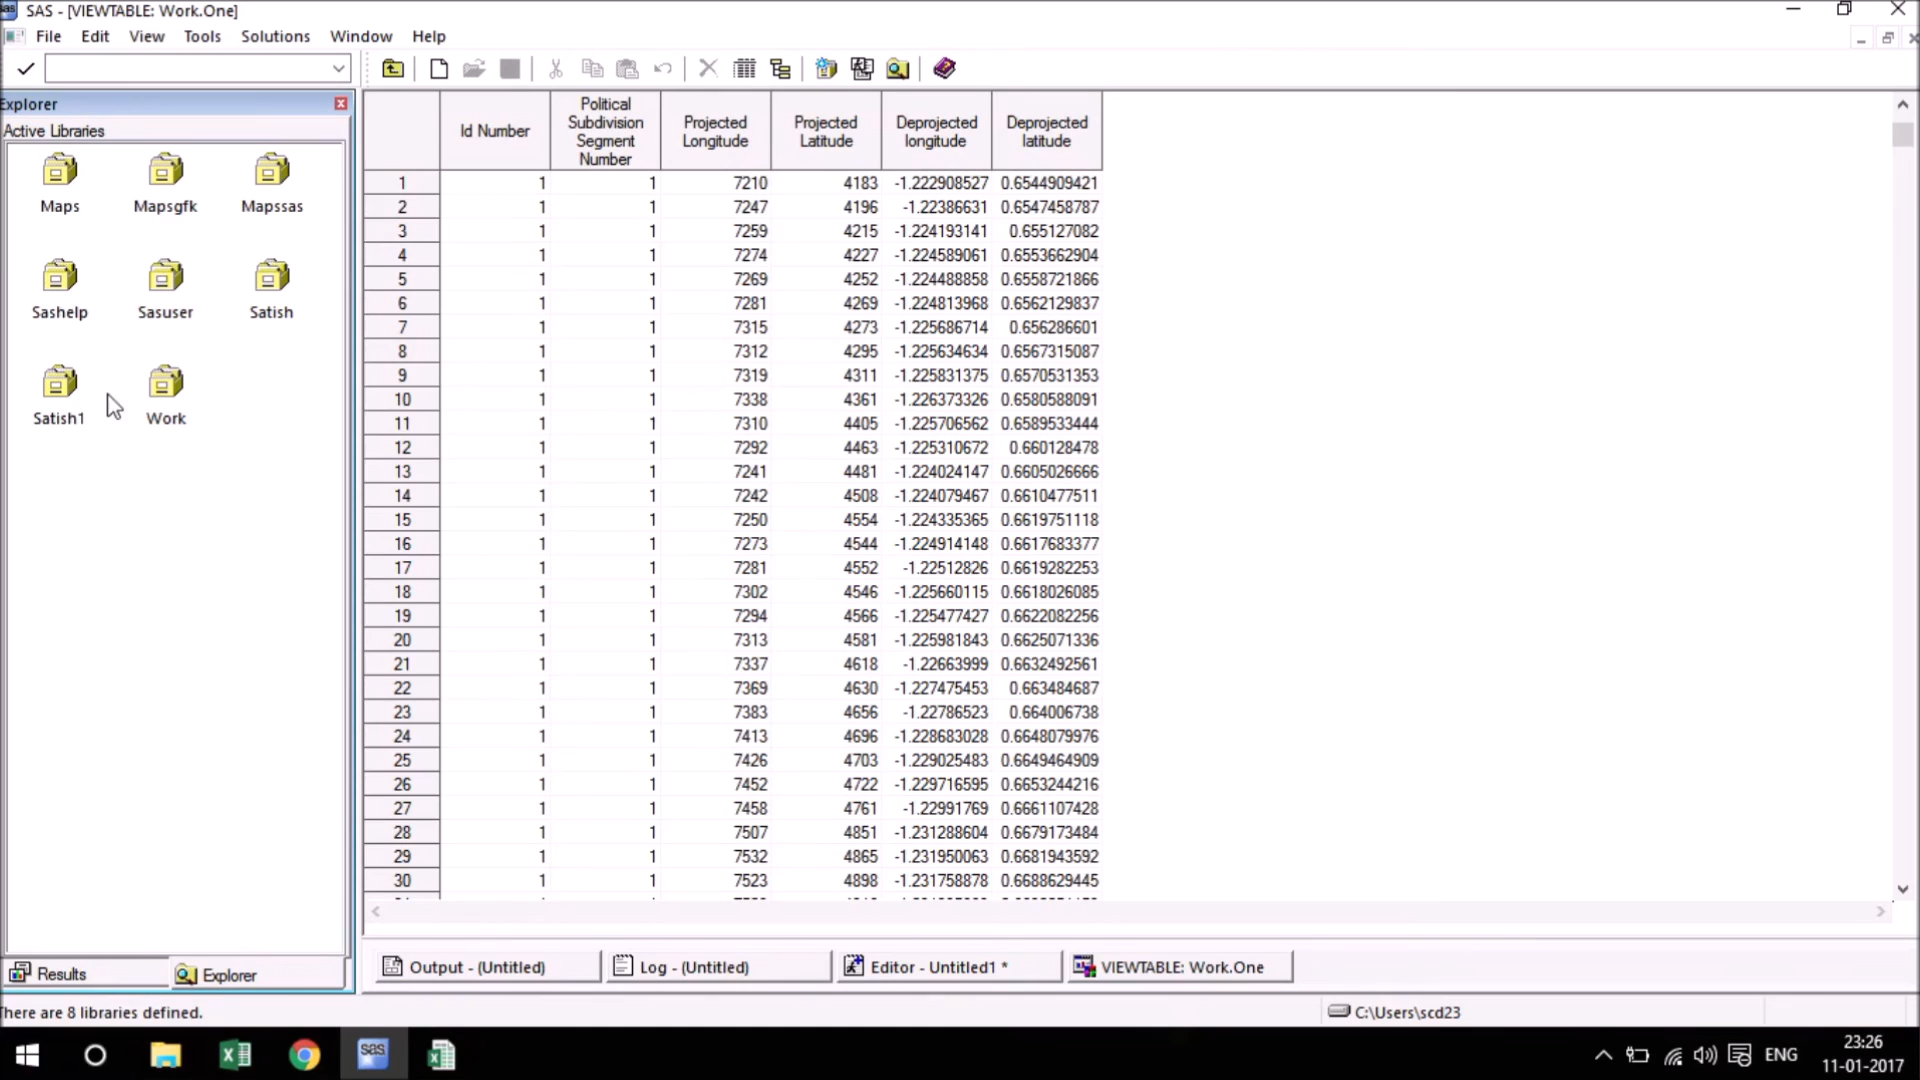 SAS - [VIEWTABLE: Work.One]
File Edit View Tools Solutions Window Help
Explorer
Active Libraries
Maps Mapsgfk Mapssas
Sashelp Sasuser Satish
Satish1 Work
Id Number
Political Subdivision Segment Number
Projected Longitude
Projected Latitude
Deprojected longitude
Deprojected latitude
1 1 1 7210 4183 -1.222908527 0.6544909421
2 1 1 7247 4196 -1.22386631 0.6547458787
3 1 1 7259 4215 -1.224193141 0.655127082
4 1 1 7274 4227 -1.224589061 0.6553662904
5 1 1 7269 4252 -1.224488858 0.6558721866
6 1 1 7281 4269 -1.224813968 0.6562129837
7 1 1 7315 4273 -1.225686714 0.656286601
8 1 1 7312 4295 -1.225634634 0.6567315087
9 1 1 7319 4311 -1.225831375 0.6570531353
10 1 1 7338 4361 -1.226373326 0.6580588091
11 1 1 7310 4405 -1.225706562 0.6589533444
12 1 1 7292 4463 -1.225310672 0.660128478
13 1 1 7241 4481 -1.224024147 0.6605026666
14 1 1 7242 4508 -1.224079467 0.6610477511
15 1 1 7250 4554 -1.224335365 0.6619751118
16 1 1 7273 4544 -1.224914148 0.6617683377
17 1 1 7281 4552 -1.22512826 0.6619282253
18 1 1 7302 4546 -1.225660115 0.6618026085
19 1 1 7294 4566 -1.225477427 0.6622082256
20 1 1 7313 4581 -1.225981843 0.6625071336
21 1 1 7337 4618 -1.22663999 0.6632492561
22 1 1 7369 4630 -1.227475453 0.663484687
23 1 1 7383 4656 -1.22786523 0.664006738
24 1 1 7413 4696 -1.228683028 0.6648079976
25 1 1 7426 4703 -1.229025483 0.6649464909
26 1 1 7452 4722 -1.229716595 0.6653244216
27 1 1 7458 4761 -1.22991769 0.6661107428
28 1 1 7507 4851 -1.231288604 0.6679173484
29 1 1 7532 4865 -1.231950063 0.6681943592
30 1 1 7523 4898 -1.231758878 0.6688629445
Results Explorer
Output - (Untitled) Log - (Untitled) Editor - Untitled1 * VIEWTABLE: Work.One
here are 8 libraries defined.
C:\Users\scd23
sas
ENG
23:26
11-01-2017